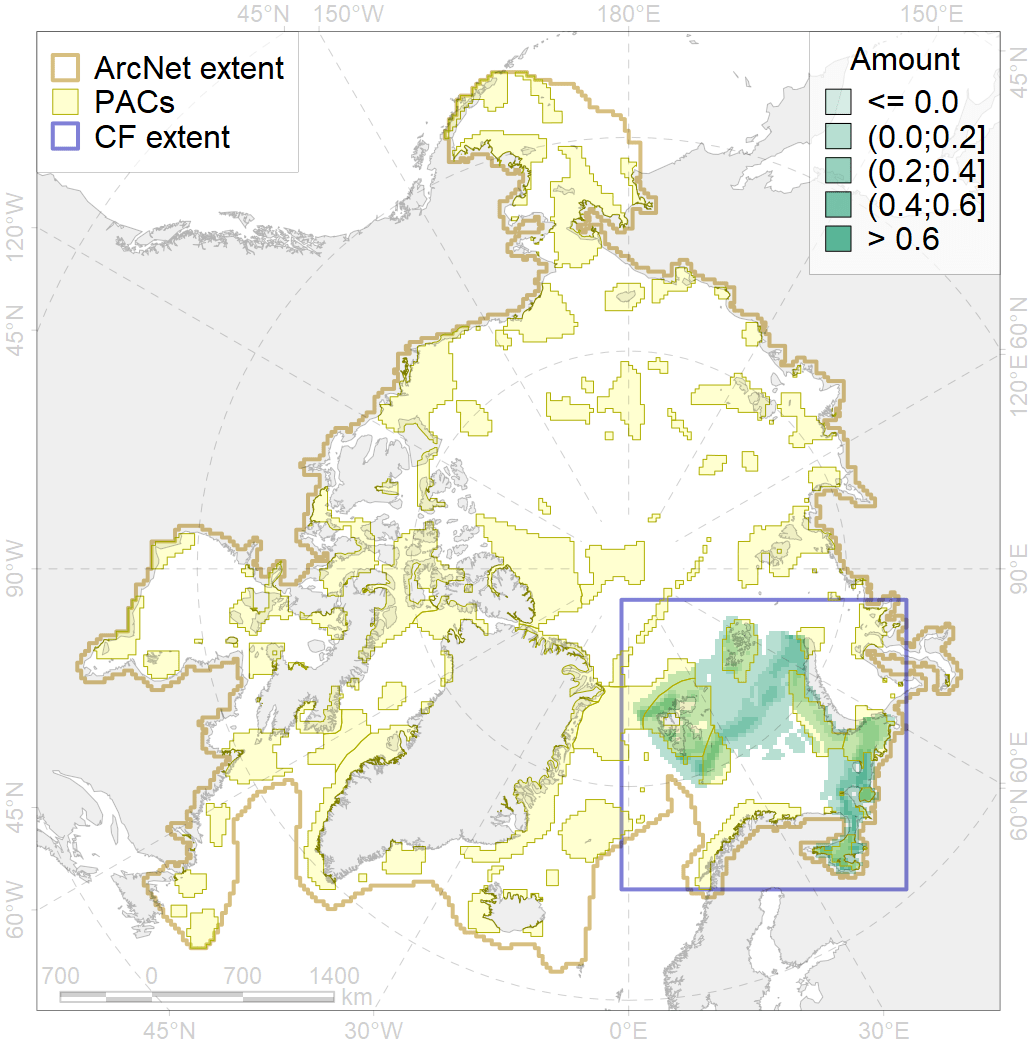 45°N 150°W 180°E 150°E
ArcNet extent
PACs
CF extent
Amount
<= 0.0
(0.0;0.2]
(0.2;0.4]
(0.4;0.6]
> 0.6
45°N
120°W
45°N
90°W
45°N
60°W
60°N
120°E
90°E
60°E
60°N
700 0 700 1400
km
45°N 30°W 0°E 30°E